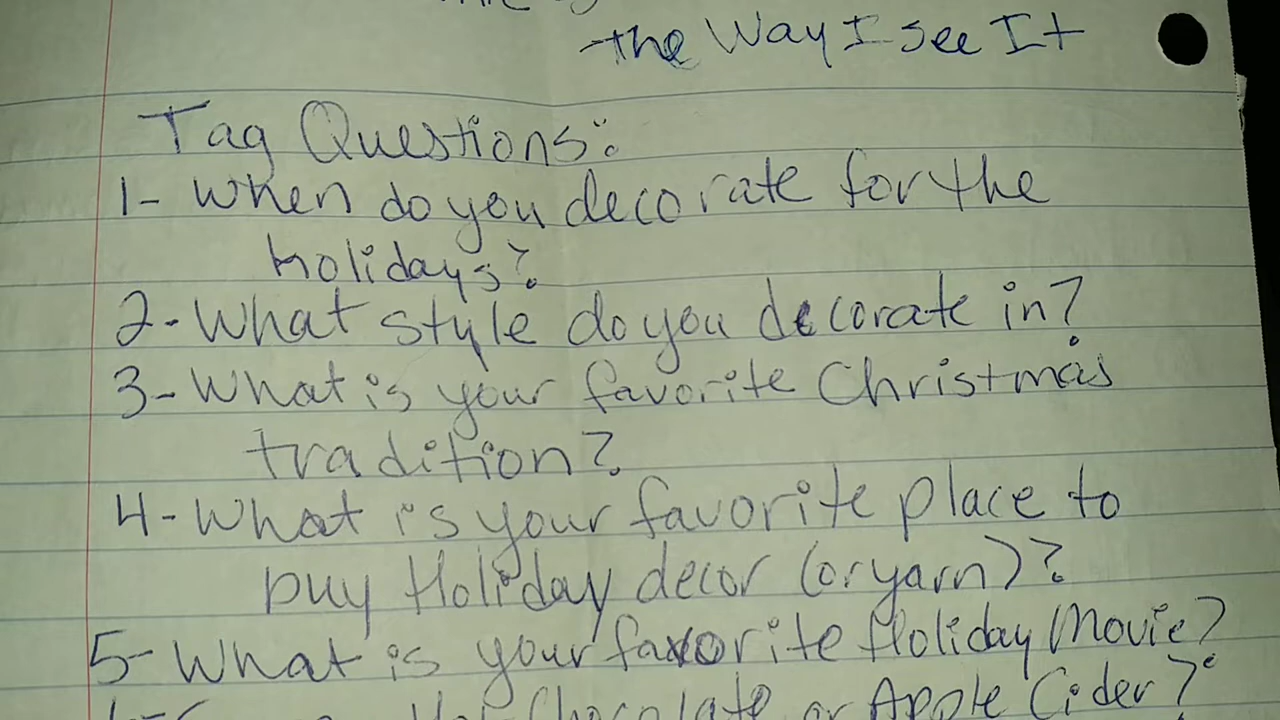 the Way I see It
Tag Questions:
1- When do you decorate for the
holidays?
2- What style do you decorate in?
3- What is your favorite Christmas
tradition?
4- What is your favorite place to
buy Holiday decor (or yarn)?
5- What is your favorite Holiday Movie?
Hot Chocolate or Apple Cider?